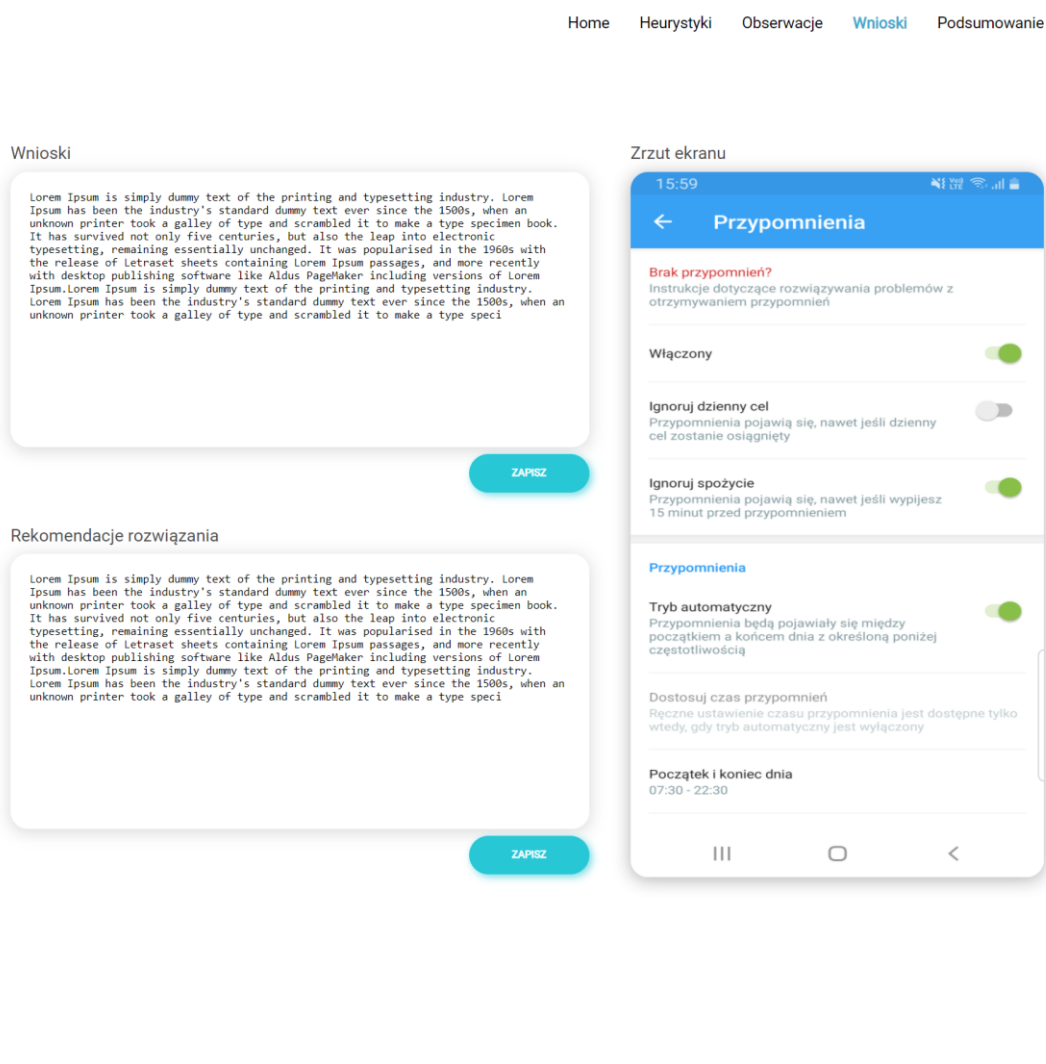 Home Heurystyki Obserwacje Wnioski Podsumowanie
Wnioski
Lorem Ipsum is simply dummy text of the printing and typesetting industry. Lorem
Ipsum has been the industry's standard dummy text ever since the 1500s, when an
unknown printer took a galley of type and scrambled it to make a type specimen book.
It has survived not only five centuries, but also the leap into electronic
typesetting, remaining essentially unchanged. It was popularised in the 1960s with
the release of Letraset sheets containing Lorem Ipsum passages, and more recently
with desktop publishing software like Aldus PageMaker including versions of Lorem
Ipsum.Lorem Ipsum is simply dummy text of the printing and typesetting industry.
Lorem Ipsum has been the industry's standard dummy text ever since the 1500s, when an
unknown printer took a galley of type and scrambled it to make a type speci
ZAPISZ
Rekomendacje rozwiązania
Lorem Ipsum is simply dummy text of the printing and typesetting industry. Lorem
Ipsum has been the industry's standard dummy text ever since the 1500s, when an
unknown printer took a galley of type and scrambled it to make a type specimen book.
It has survived not only five centuries, but also the leap into electronic
typesetting, remaining essentially unchanged. It was popularised in the 1960s with
the release of Letraset sheets containing Lorem Ipsum passages, and more recently
with desktop publishing software like Aldus PageMaker including versions of Lorem
Ipsum.Lorem Ipsum is simply dummy text of the printing and typesetting industry.
Lorem Ipsum has been the industry's standard dummy text ever since the 1500s, when an
unknown printer took a galley of type and scrambled it to make a type speci
ZAPISZ
Zrzut ekranu
15:59
Przypomnienia
Brak przypomnień?
Instrukcje dotyczące rozwiązywania problemów z
otrzymywaniem przypomnień
Włączony
Ignoruj dzienny cel
Przypomnienia pojawią się, nawet jeśli dzienny
cel zostanie osiągnięty
Ignoruj spożycie
Przypomnienia pojawią się, nawet jeśli wypijesz
15 minut przed przypomnieniem
Przypomnienia
Tryb automatyczny
Przypomnienia będą pojawiały się między
początkiem a końcem dnia z określoną poniżej
częstotliwością
Dostosuj czas przypomnień
Ręczne ustawienie czasu przypomnienia jest dostępne tylko
wtedy, gdy tryb automatyczny jest wyłączony
Początek i koniec dnia
07:30 - 22:30